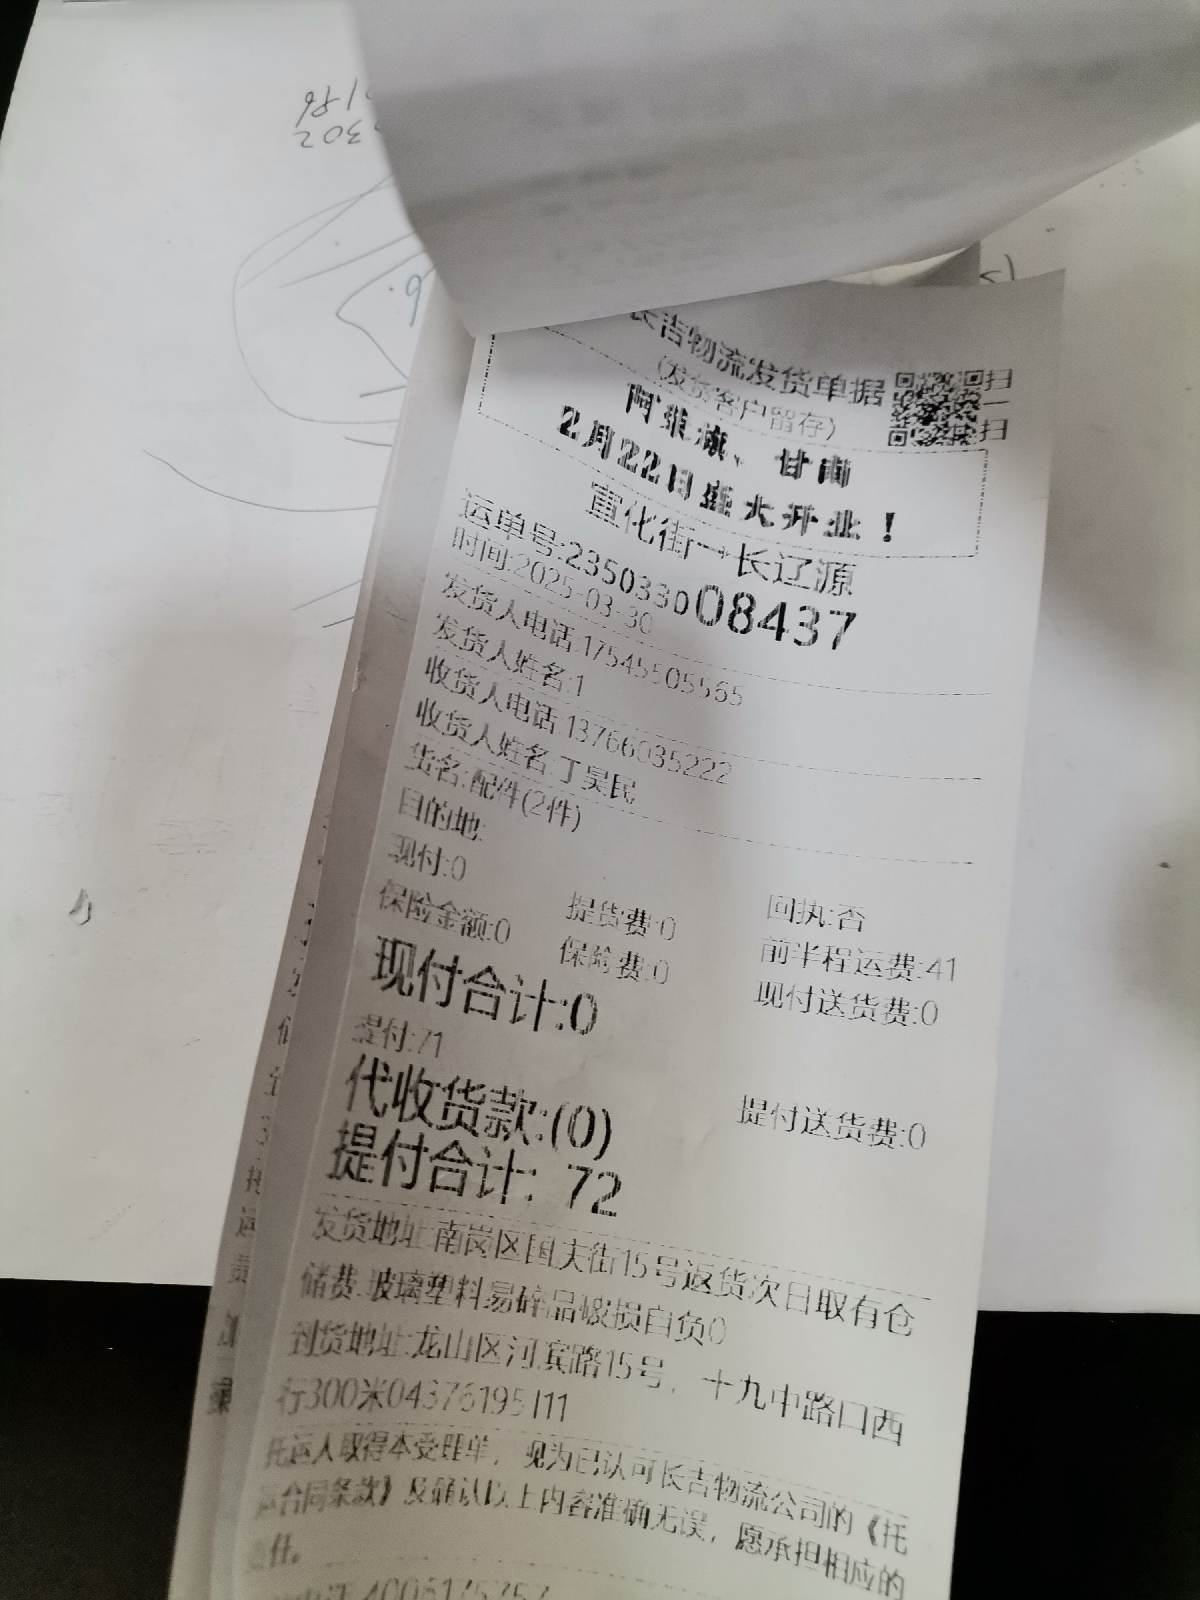 302
长吉物流发货单据
(发货客户留存)
扫一扫
阿荣旗、甘南
2月22日盛大开业！
宣化街→长辽源
运单号:235033008437
时间:2025-03-30
发货人电话:17545505565
发货人姓名:1
收货人电话:13766035222
收货人姓名:丁昊民
货名:配件(2件)
目的地:
现付:0 提货费:0 回执:否
保险金额:0 保险费:0 前半程运费:41
现付合计:0 现付送货费:0
提付:71
代收货款:(0) 提付送货费:0
提付合计: 72
发货地址:南岗区国庆街15号返货次日取有仓
储费.玻璃塑料易碎品破损自负0
到货地址:龙山区河宾路15号，十九中路口西
行300米04376195111
托运人取得本受理单，现为已认可长吉物流公司的《托
运合同条款》及确认以上内容准确无误，愿承担相应的
责任。